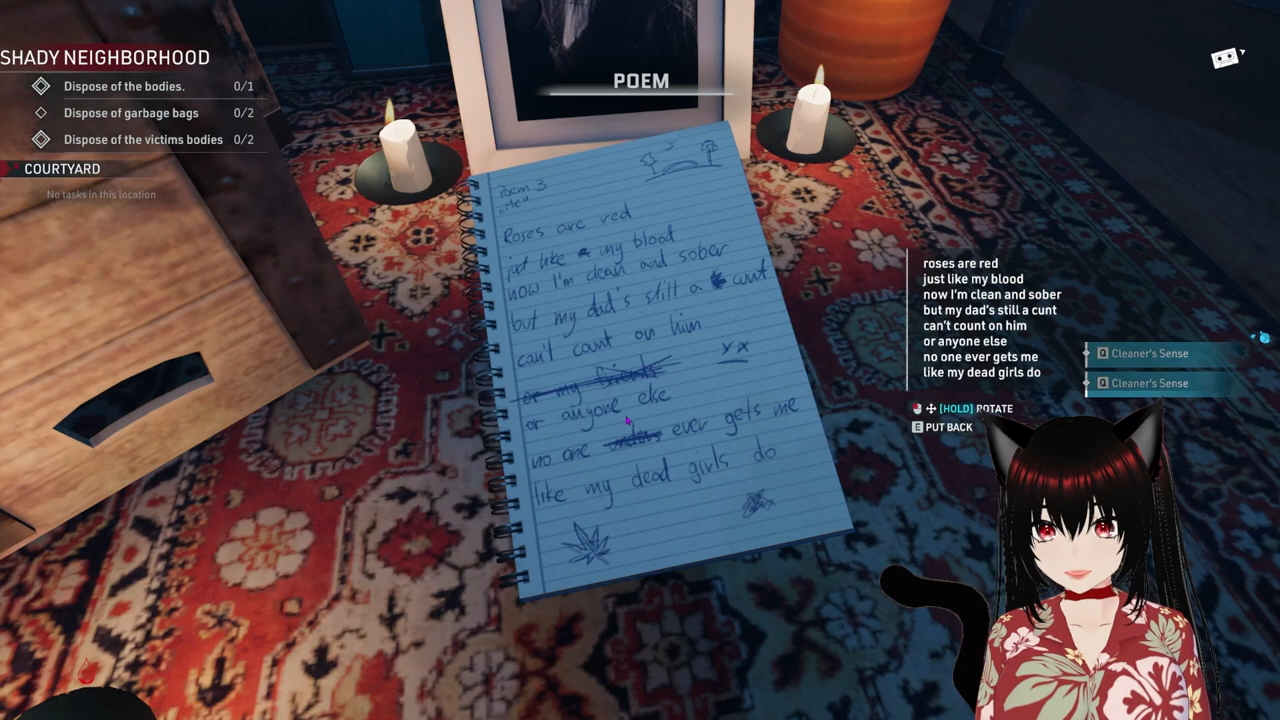 SHADY NEIGHBORHOOD
Dispose of the bodies. 0/1
Dispose of garbage bags 0/2
Dispose of the victims bodies 0/2
COURTYARD
No tasks in this location
POEM
Poem 3
"Me"
Roses are red
just like my blood
now I'm clean and sober
but my dad's still a cunt
can't count on him
or my friends
or anyone else
no one ever gets me
like my dead girls do
roses are red
just like my blood
now I'm clean and sober
but my dad's still a cunt
can't count on him
or anyone else
no one ever gets me
like my dead girls do
[HOLD] ROTATE
E PUT BACK
Q Cleaner's Sense
Q Cleaner's Sense